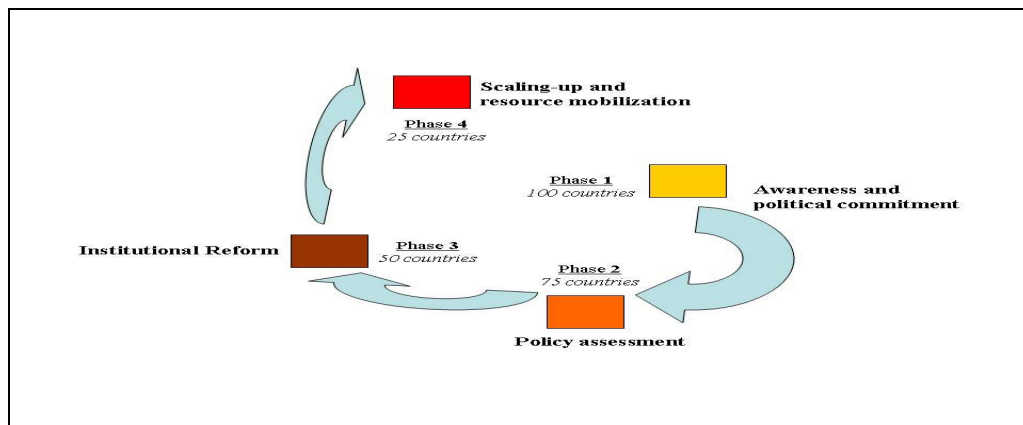 Scaling-up and
resource mobilization
Phase 4
25 countries
Phase 1
100 countries
Awareness and
political commitment
Institutional Reform
Phase 3
50 countries
Phase 2
75 countries
Policy assessment